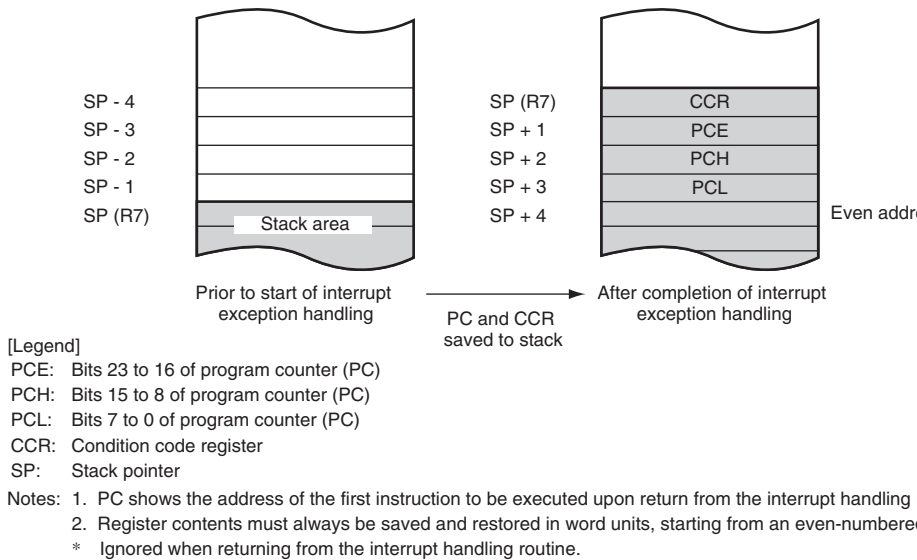 SP - 4
SP - 3
SP - 2
SP - 1
SP (R7)
Stack area
SP (R7)
SP + 1
SP + 2
SP + 3
SP + 4
CCR
PCE
PCH
PCL
Even
Prior to start of interrupt
exception handling
PC and CCR
saved to stack
After completion of interrupt
exception handling
[Legend]
PCE: Bits 23 to 16 of program counter (PC)
PCH: Bits 15 to 8 of program counter (PC)
PCL: Bits 7 to 0 of program counter (PC)
CCR: Condition code register
SP: Stack pointer
Notes: 1. PC shows the address of the first instruction to be executed upon return from the interrupt handling
2. Register contents must always be saved and restored in word units, starting from an
* Ignored when returning from the interrupt handling routine.